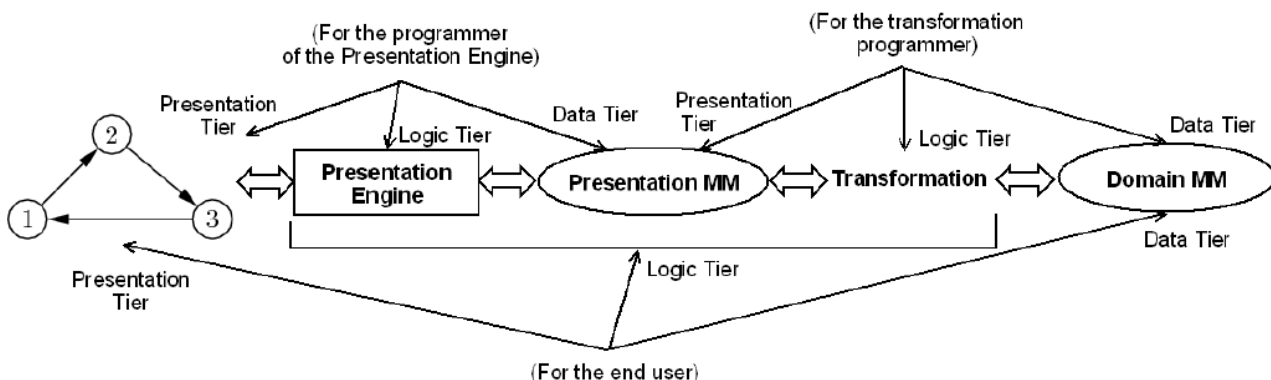 (For the programmer
of the Presentation Engine)
(For the transformation
programmer)
Presentation
Tier
Logic Tier
Data Tier
Presentation
Tier
Logic Tier
Data Tier
2
1
3
Presentation
Engine
Presentation MM
Transformation
Domain MM
Presentation
Tier
Logic Tier
Data Tier
(For the end user)